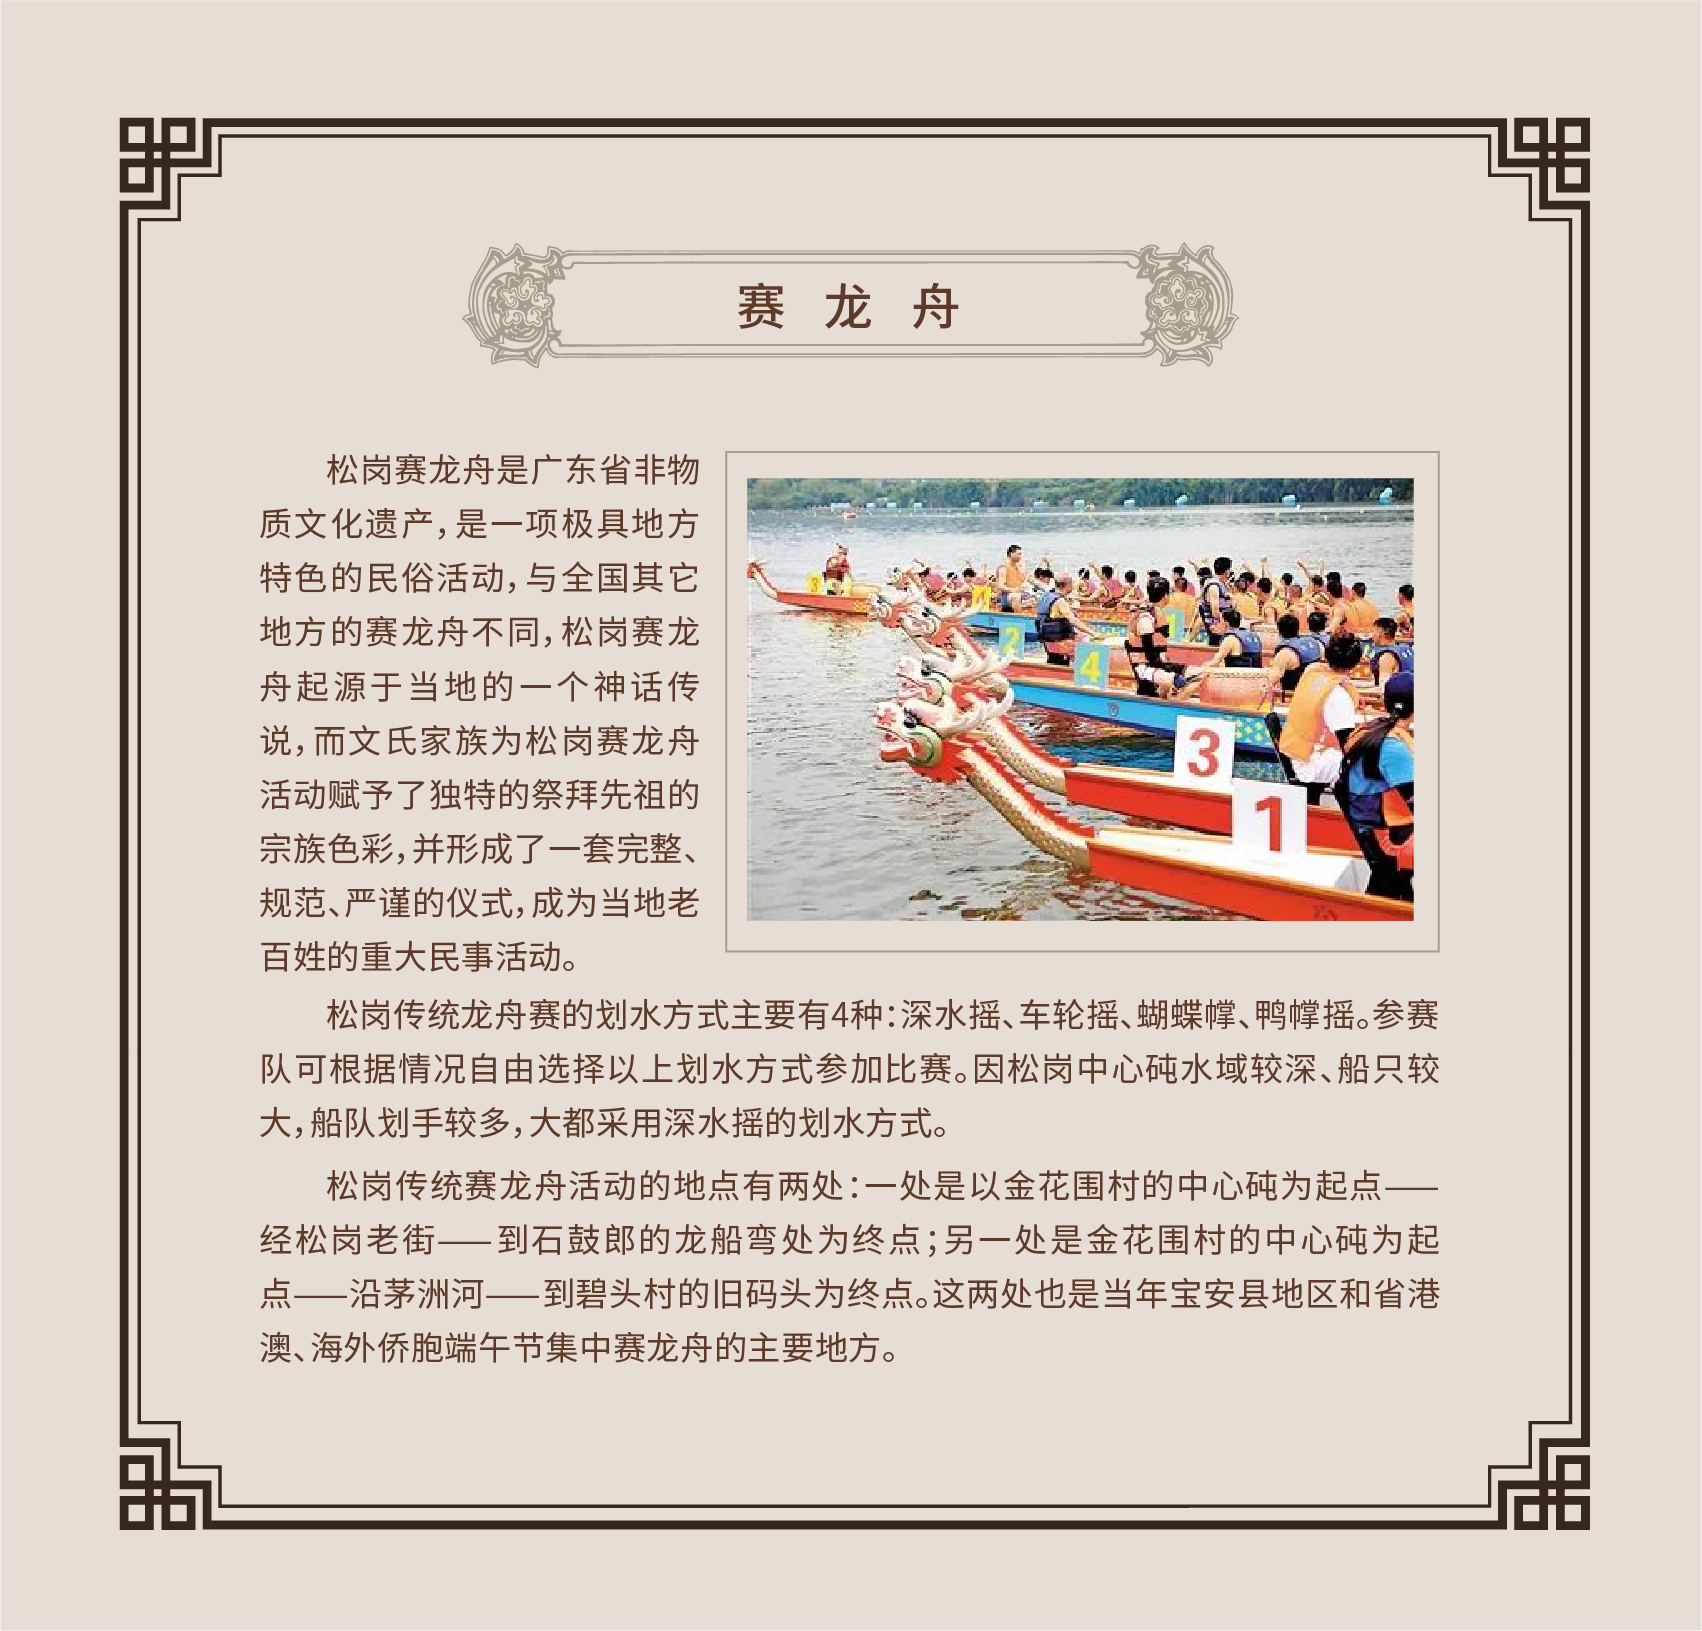 赛龙舟
松岗赛龙舟是广东省非物
质文化遗产，是一项极具地方
特色的民俗活动，与全国其它
地方的赛龙舟不同，松岗赛龙
舟起源于当地的一个神话传
说，而文氏家族为松岗赛龙舟
活动赋予了独特的祭拜先祖的
宗族色彩，并形成了一套完整、
规范、严谨的仪式，成为当地老
百姓的重大民事活动。
3
2
1
4
3
1
松岗传统龙舟赛的划水方式主要有4种：深水摇、车轮摇、蝴蝶幪、鸭幪摇。参赛
队可根据情况自由选择以上划水方式参加比赛。因松岗中心砘水域较深、船只较
大，船队划手较多，大都采用深水摇的划水方式。
松岗传统赛龙舟活动的地点有两处：一处是以金花围村的中心砘为起点——
经松岗老街——到石鼓郎的龙船弯处为终点；另一处是金花围村的中心砘为起
点——沿茅洲河——到碧头村的旧码头为终点。这两处也是当年宝安县地区和省港
澳、海外侨胞端午节集中赛龙舟的主要地方。